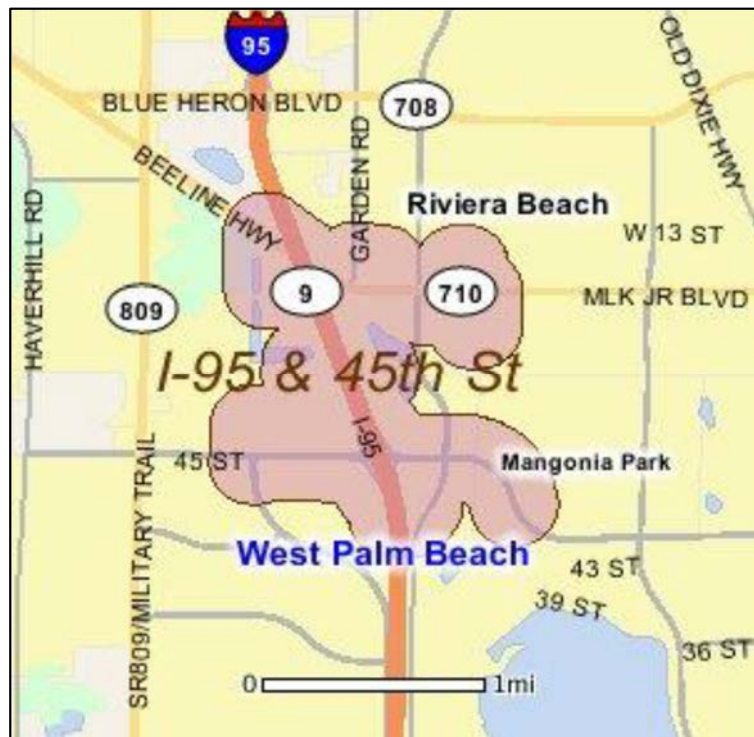 95
BLUE HERON BLVD
708
OLD DIXIE HWY
GARDEN RD
BEELINE HWY
HAVERHILL RD
Riviera Beach
W 13 ST
809
9
710
MLK JR BLVD
I-95 & 45th St
I-95
45 ST
Mangonia Park
SR809/MILITARY TRAIL
West Palm Beach
43 ST
39 ST
36 ST
0
1mi